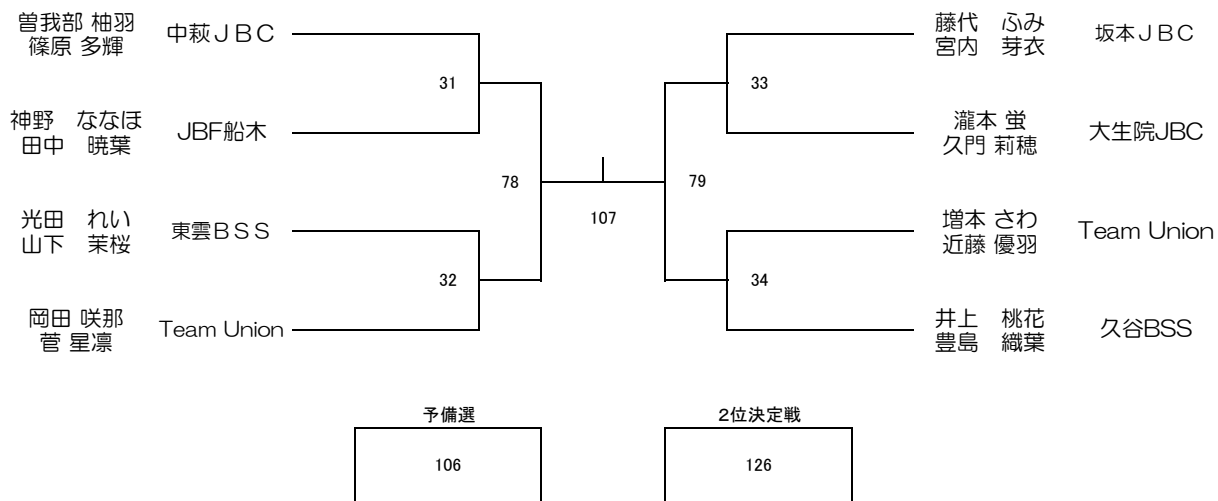 曽我部 柚羽
篠原 多輝
中萩ＪＢＣ
31
神野　ななほ
田中　暁葉
JBF船木
78
光田　れい
山下　茉桜
東雲ＢＳＳ
32
岡田 咲那
菅 星凛
Team Union
107
藤代　ふみ
宮内　芽衣
坂本ＪＢＣ
33
瀧本 蛍
久門 莉穂
大生院JBC
79
増本 さわ
近藤 優羽
Team Union
34
井上　桃花
豊島　織葉
久谷BSS
予備選
106
2位決定戦
126